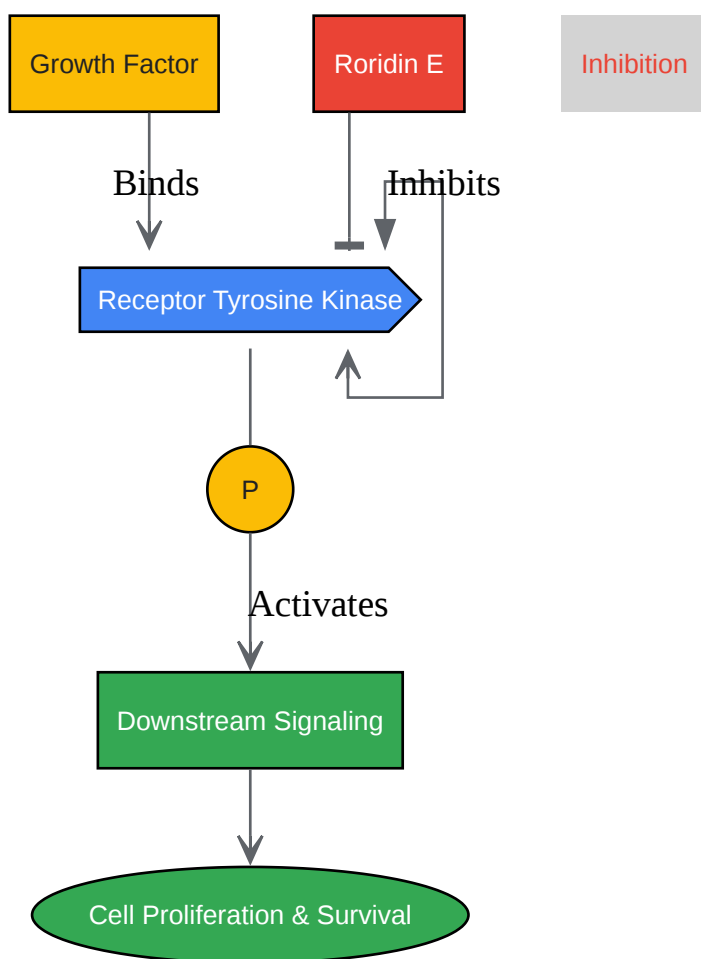 Growth Factor
Roridin E
Inhibition
Binds
Inhibits
Receptor Tyrosine Kinase
P
Activates
Downstream Signaling
Cell Proliferation & Survival